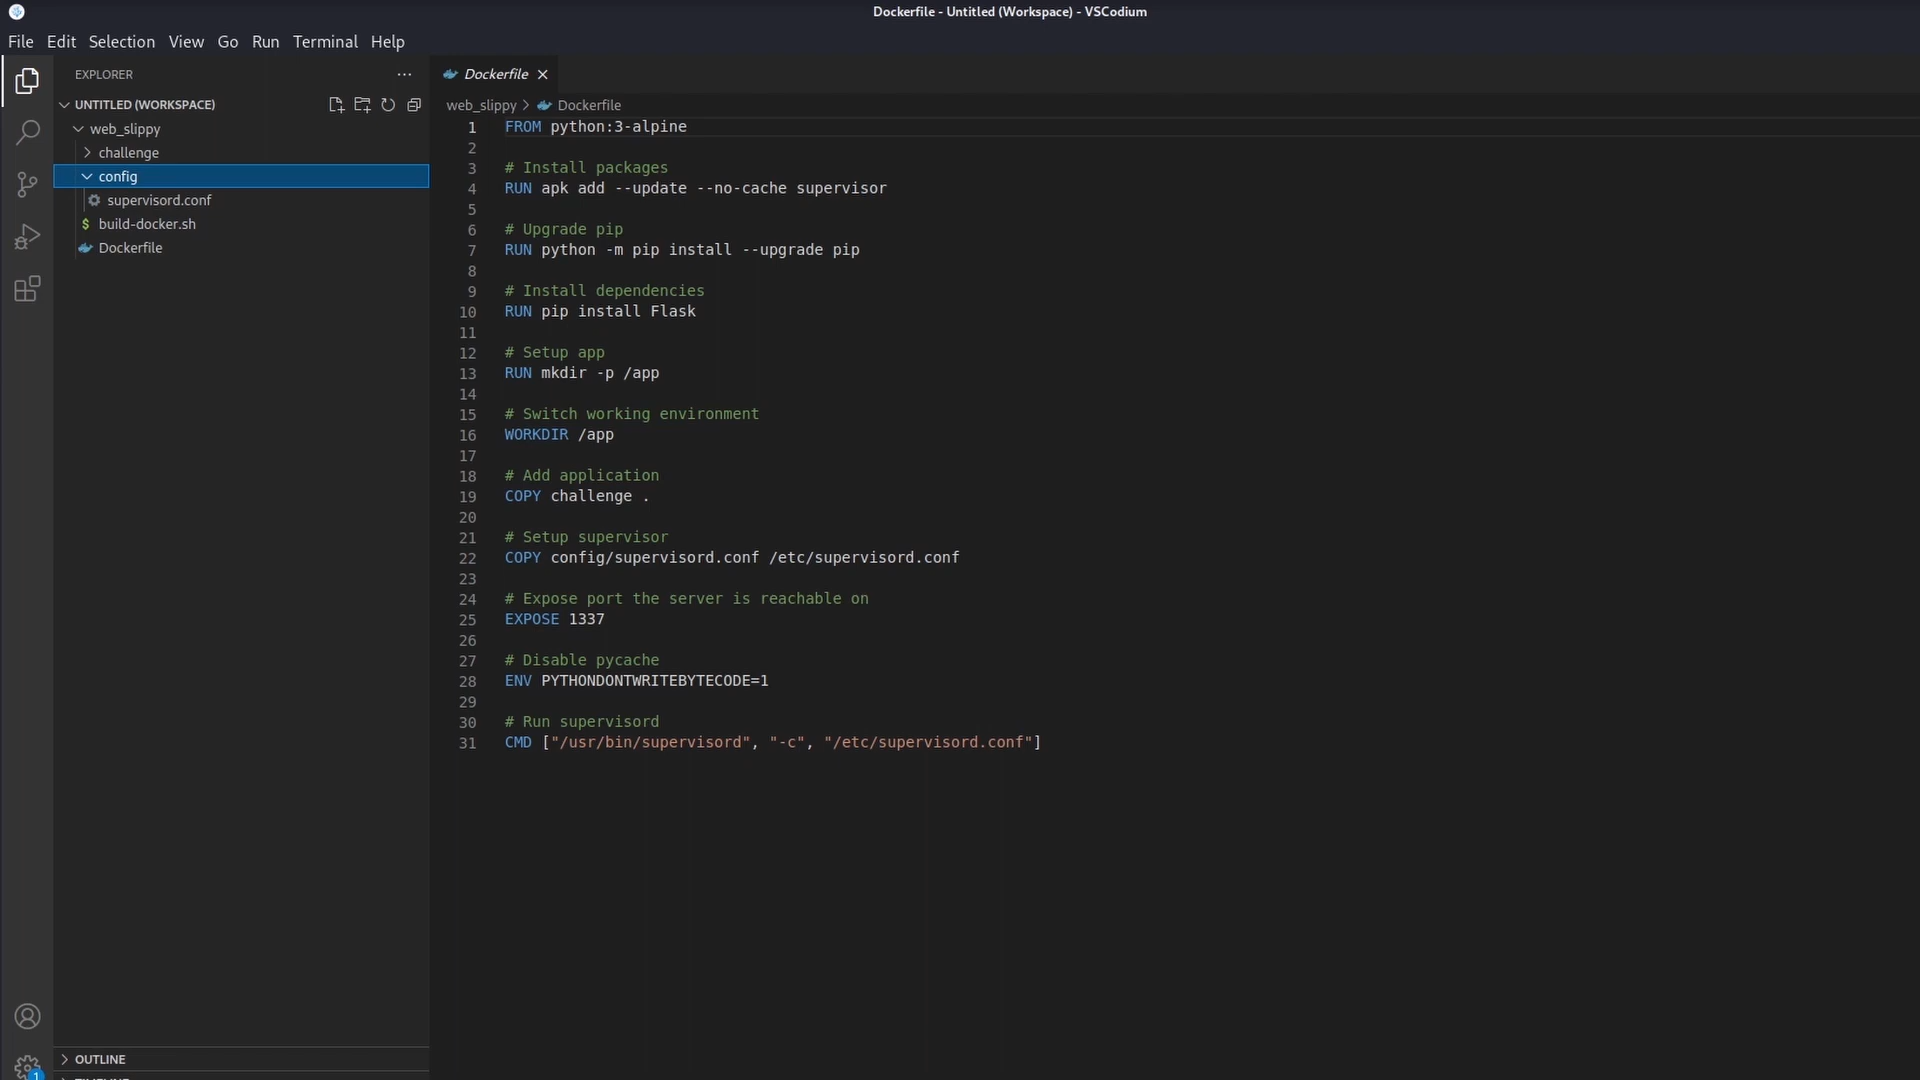 Dockerfile - Untitled (Workspace) - VSCodium
File Edit Selection View Go Run Terminal Help
EXPLORER
UNTITLED (WORKSPACE)
web_slippy
challenge
config
supervisord.conf
$ build-docker.sh
Dockerfile
OUTLINE
1
Dockerfile
web_slippy > Dockerfile
1 FROM python:3-alpine
2
3 # Install packages
4 RUN apk add --update --no-cache supervisor
5
6 # Upgrade pip
7 RUN python -m pip install --upgrade pip
8
9 # Install dependencies
10 RUN pip install Flask
11
12 # Setup app
13 RUN mkdir -p /app
14
15 # Switch working environment
16 WORKDIR /app
17
18 # Add application
19 COPY challenge .
20
21 # Setup supervisor
22 COPY config/supervisord.conf /etc/supervisord.conf
23
24 # Expose port the server is reachable on
25 EXPOSE 1337
26
27 # Disable pycache
28 ENV PYTHONDONTWRITEBYTECODE=1
29
30 # Run supervisord
31 CMD ["/usr/bin/supervisord", "-c", "/etc/supervisord.conf"]